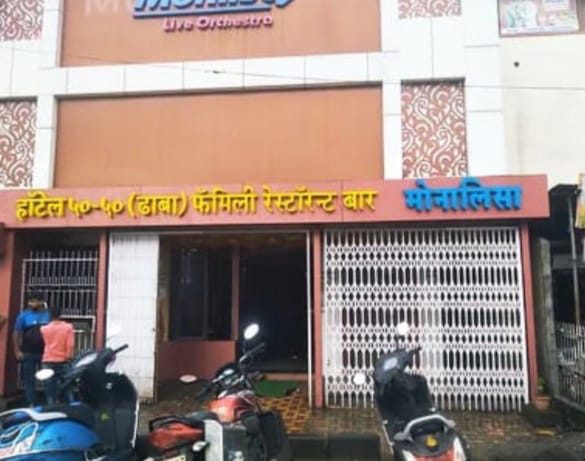 Live Orchestra
हॉटेल ५०-५० (ढाबा) फॅमिली रेस्टॉरन्ट बार मोनालिसा